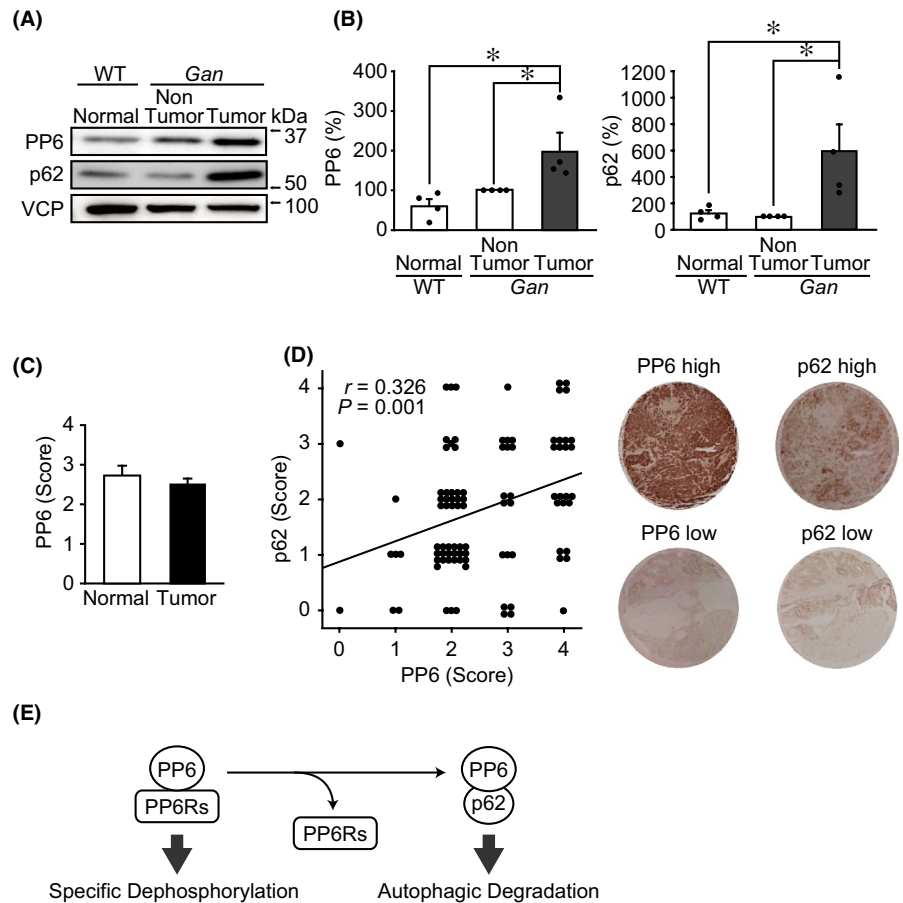 (A)
WT Gan
Non
Normal Tumor Tumor kDa
PP6 37
p62 50
VCP 100
(B)
* *
PP6 (%)
400
300
200
100
0
Non
Normal Tumor Tumor
WT Gan
* *
p62 (%)
1200
1000
800
600
400
200
0
Non
Normal Tumor Tumor
WT Gan
(C)
PP6 (Score)
4
3
2
1
0
Normal Tumor
(D)
r = 0.326
P = 0.001
p62 (Score)
4
3
2
1
0
0 1 2 3 4
PP6 (Score)
PP6 high p62 high
PP6 low p62 low
(E)
PP6 PP6
PP6Rs p62
PP6Rs
Specific Dephosphorylation Autophagic Degradation